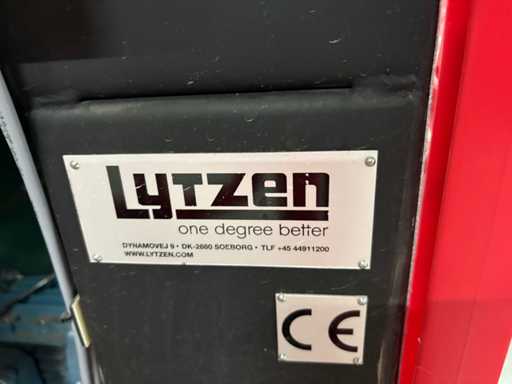 LYTZEN
one degree better
DYNAMOVEJ 9 • DK-2860 SOEBORG • TLF +45 44911200
WWW.LYTZEN.COM
CE